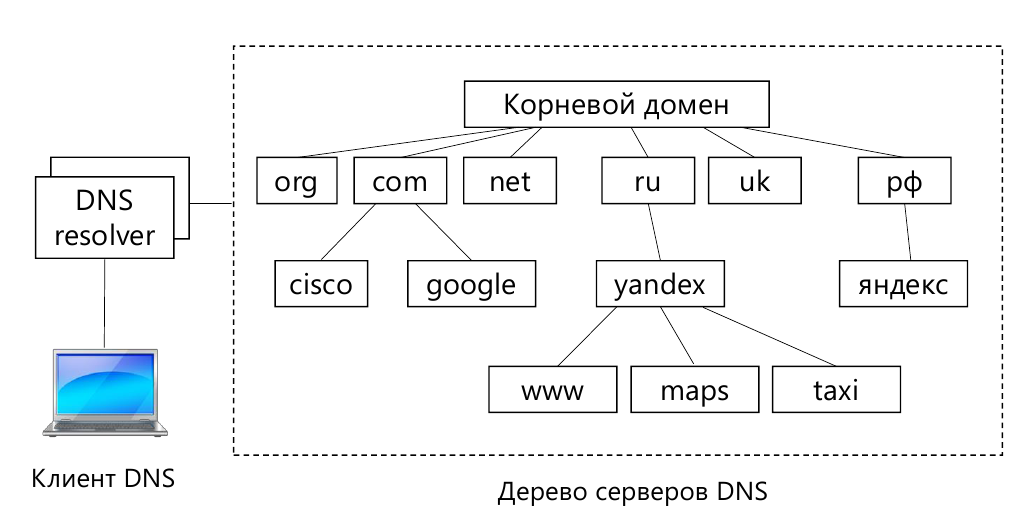 Корневой домен
org
com
net
ru
uk
рф
DNS
resolver
cisco
google
yandex
яндекс
www
maps
taxi
Клиент DNS
Дерево серверов DNS